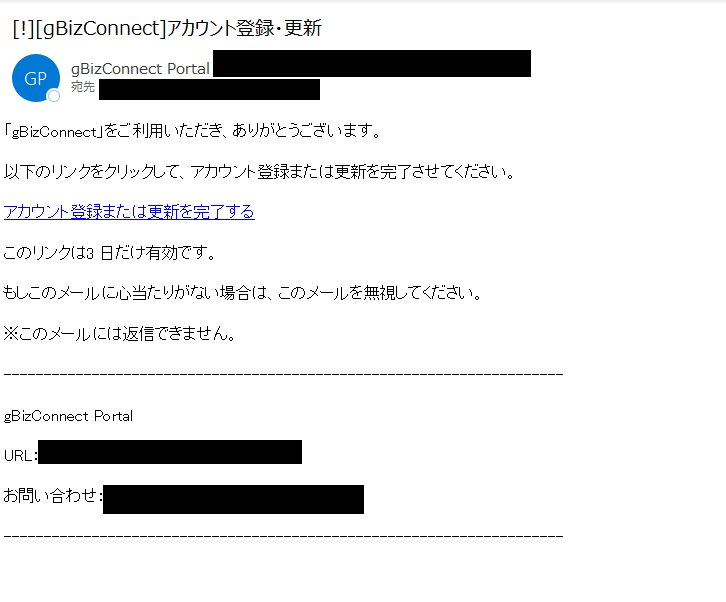 [!][gBizConnect]アカウント登録・更新
GP
gBizConnect Portal
宛先
「gBizConnect」をご利用いただき、ありがとうございます。
以下のリンクをクリックして、アカウント登録または更新を完了させてください。
アカウント登録または更新を完了する
このリンクは3 日だけ有効です。
もしこのメールに心当たりがない場合は、このメールを無視してください。
※このメールには返信できません。
----------------------------------------------------------------------
gBizConnect Portal
URL:
お問い合わせ:
----------------------------------------------------------------------